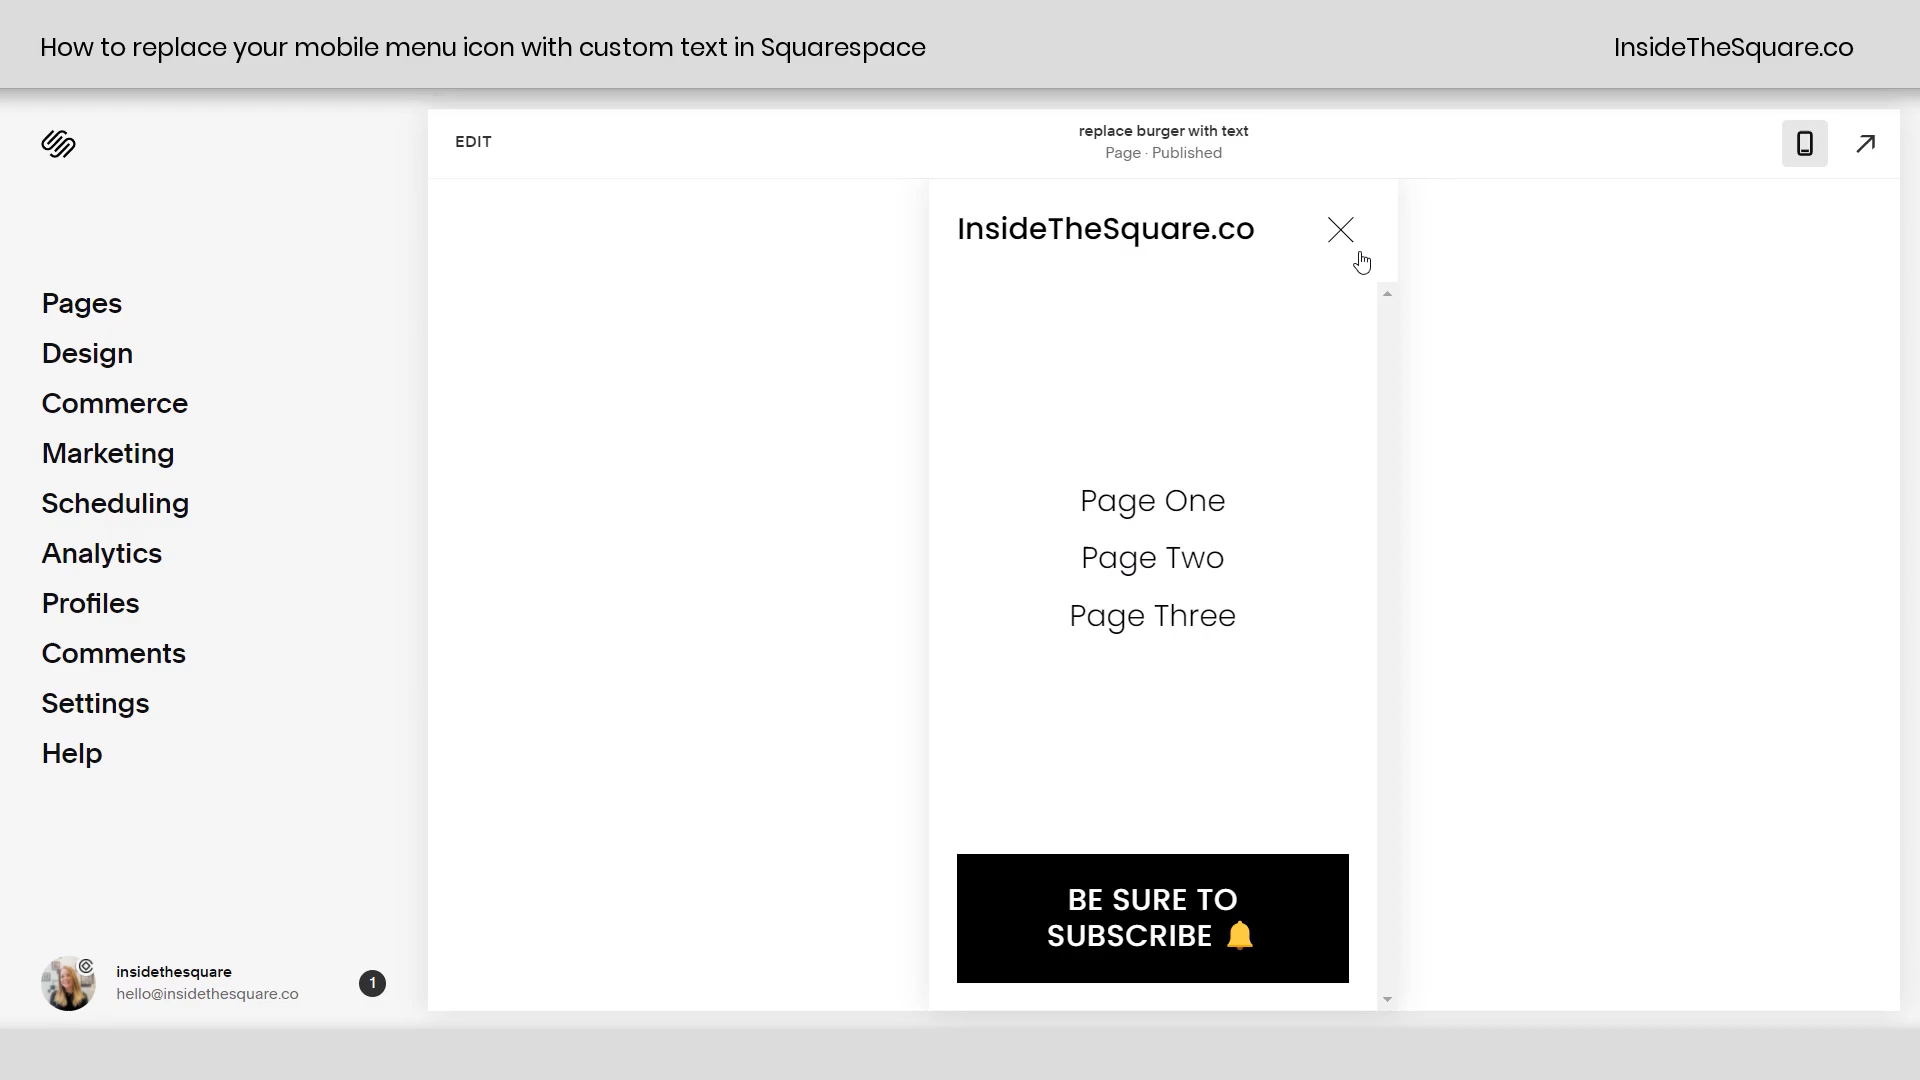 How to replace your mobile menu icon with custom text in Squarespace
InsideTheSquare.co
EDIT
replace burger with text
Page · Published
InsideTheSquare.co
Pages
Design
Commerce
Marketing
Scheduling
Analytics
Profiles
Comments
Settings
Help
Page One
Page Two
Page Three
BE SURE TO
SUBSCRIBE 🔔
insidethesquare
hello@insidethesquare.co
1